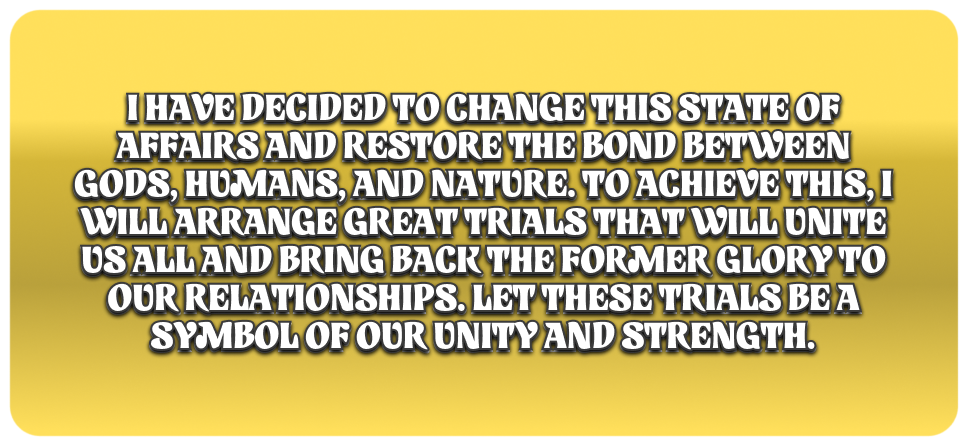 I HAVE DECIDED TO CHANGE THIS STATE OF
AFFAIRS AND RESTORE THE BOND BETWEEN
GODS, HUMANS, AND NATURE. TO ACHIEVE THIS, I
WILL ARRANGE GREAT TRIALS THAT WILL UNITE
US ALL AND BRING BACK THE FORMER GLORY TO
OUR RELATIONSHIPS. LET THESE TRIALS BE A
SYMBOL OF OUR UNITY AND STRENGTH.